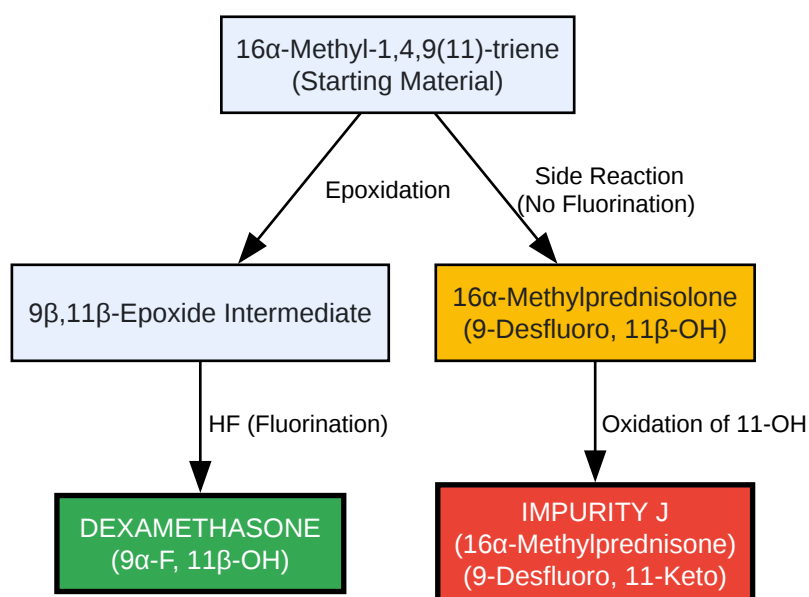 16α-Methyl-1,4,9(11)-triene
(Starting Material)
Epoxidation
Side Reaction
(No Fluorination)
9β,11β-Epoxide Intermediate
16α-Methylprednisolone
(9-Desfluoro, 11β-OH)
HF (Fluorination)
Oxidation of 11-OH
DEXAMETHASONE
(9α-F, 11β-OH)
IMPURITY J
(16α-Methylprednisone)
(9-Desfluoro, 11-Keto)